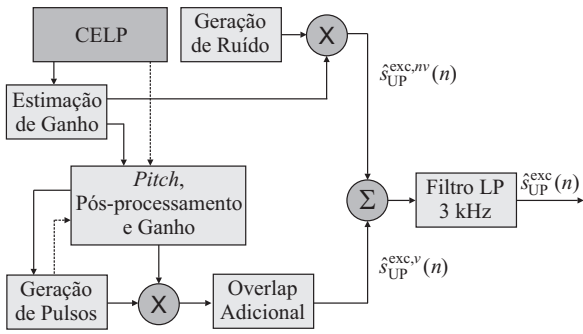 CELP
Geração
de Ruído
X
ŝ_UP^exc,nv(n)
Estimação
de Ganho
Pitch,
Pós-processamento
e Ganho
Σ
Filtro LP
3 kHz
ŝ_UP^exc(n)
ŝ_UP^exc,v(n)
Geração
de Pulsos
X
Overlap
Adicional